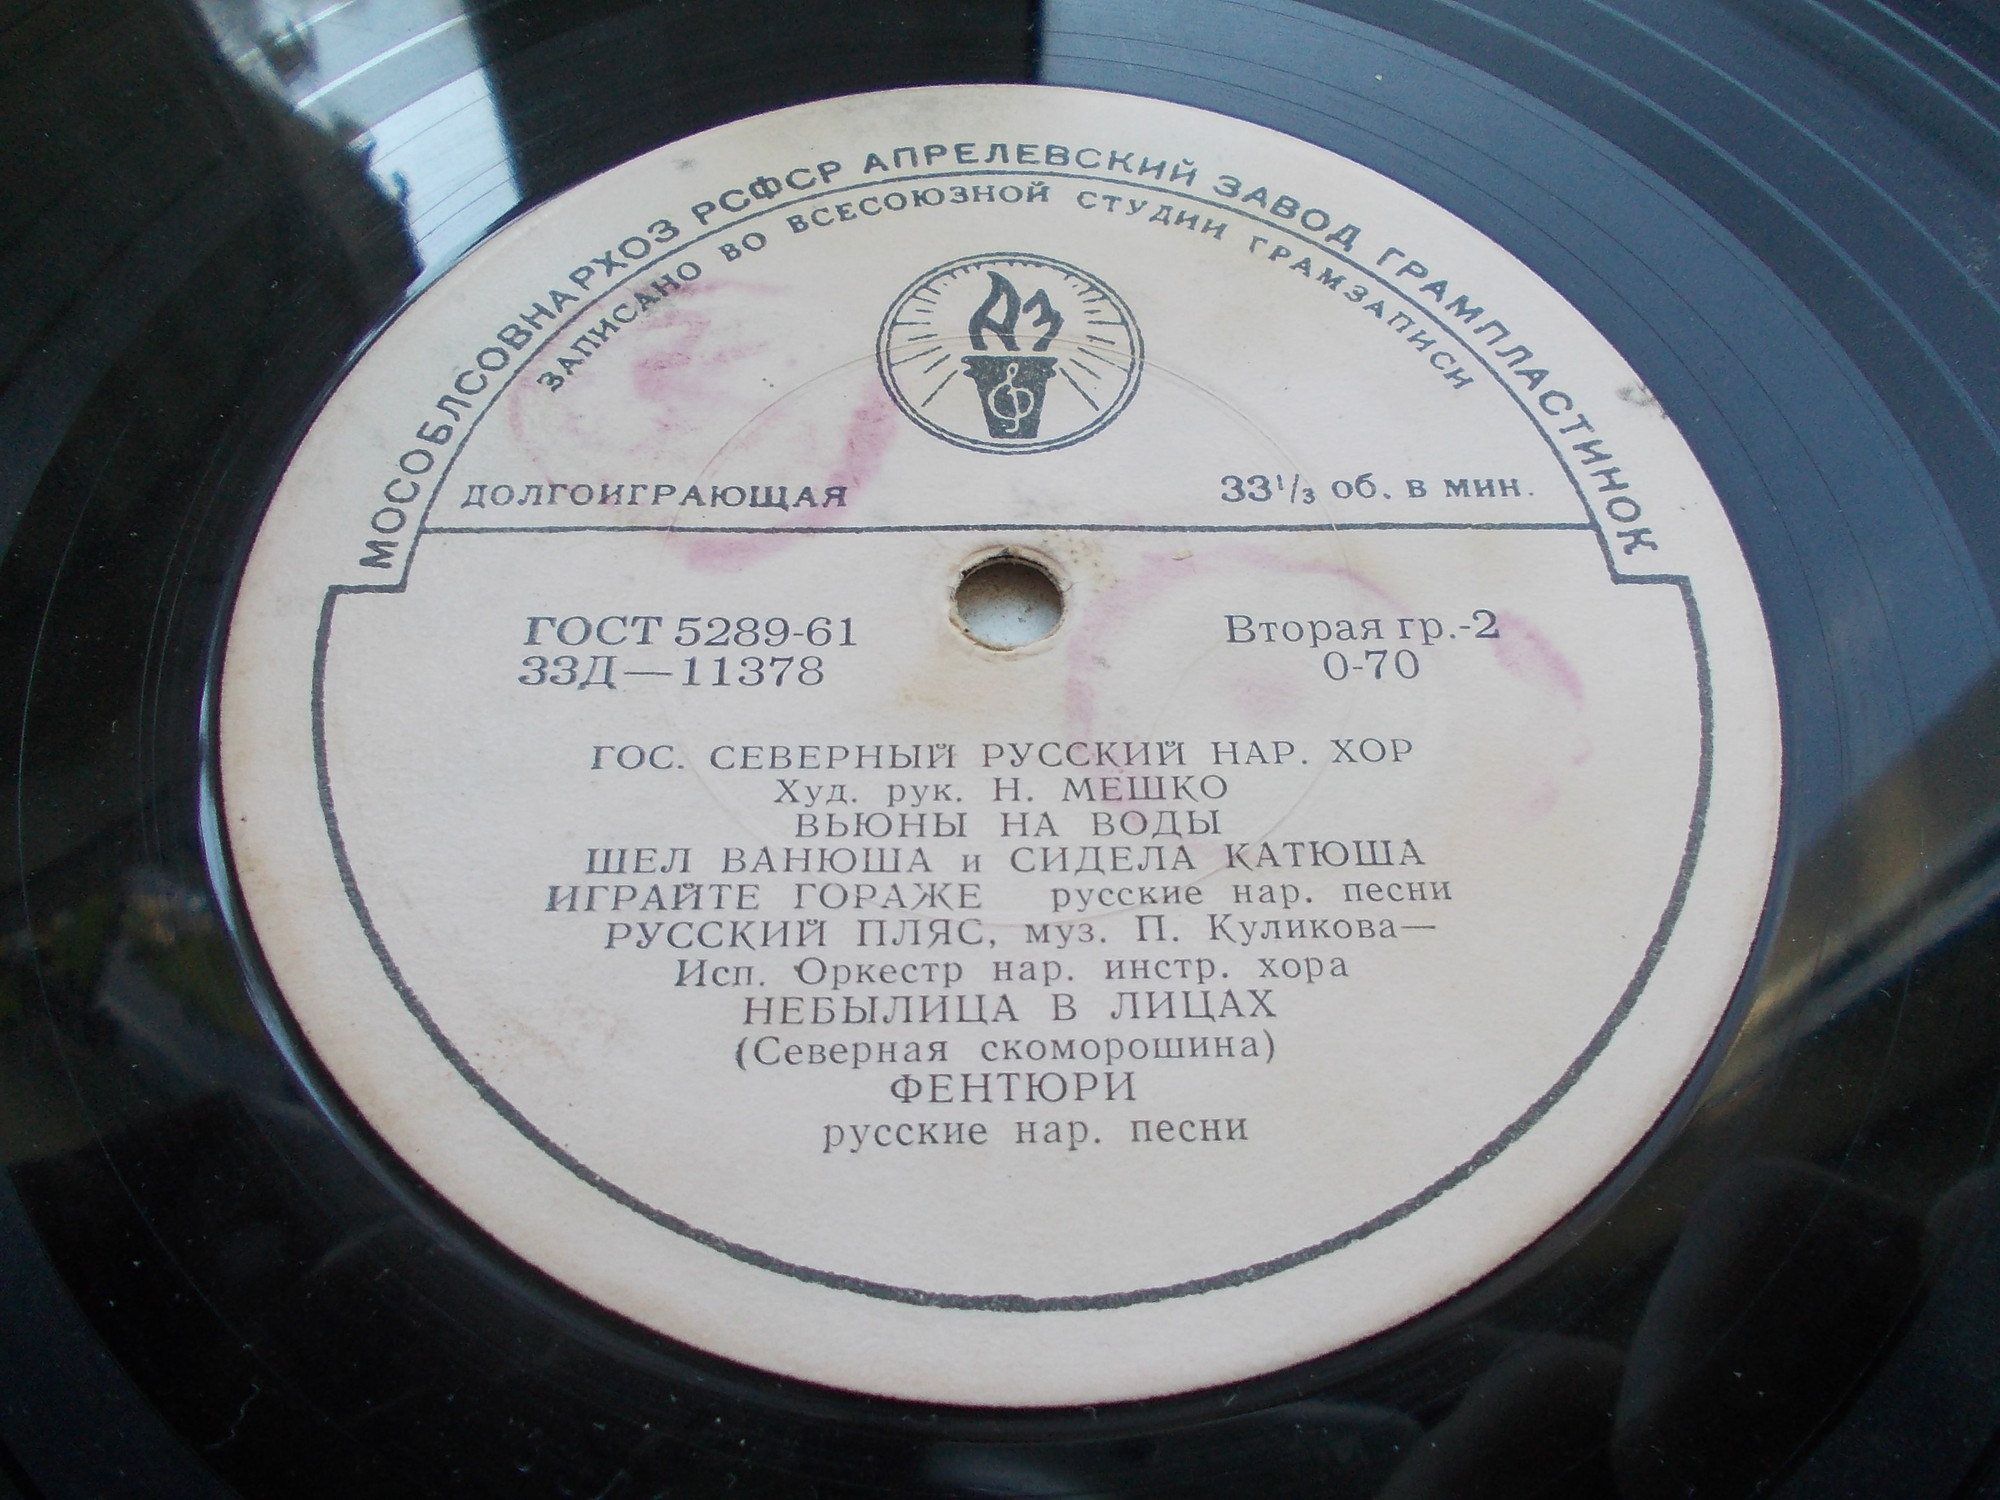 МОСОБЛСОВНАРХОЗ РСФСР АПРЕЛЕВСКИЙ ЗАВОД ГРАМПЛАСТИНОК
ЗАПИСАНО ВО ВСЕСОЮЗНОЙ СТУДИИ ГРАМЗАПИСИ
АЗ
ДОЛГОИГРАЮЩАЯ 33 1/3 об. в мин.
ГОСТ 5289-61 Вторая гр.-2
33Д—11378 0-70
ГОС. СЕВЕРНЫЙ РУССКИЙ НАР. ХОР
Худ. рук. Н. МЕШКО
ВЬЮНЫ НА ВОДЫ
ШЕЛ ВАНЮША и СИДЕЛА КАТЮША
ИГРАЙТЕ ГОРАЖЕ русские нар. песни
РУССКИЙ ПЛЯС, муз. П. Куликова—
Исп. Оркестр нар. инстр. хора
НЕБЫЛИЦА В ЛИЦАХ
(Северная скоморошина)
ФЕНТЮРИ
русские нар. песни